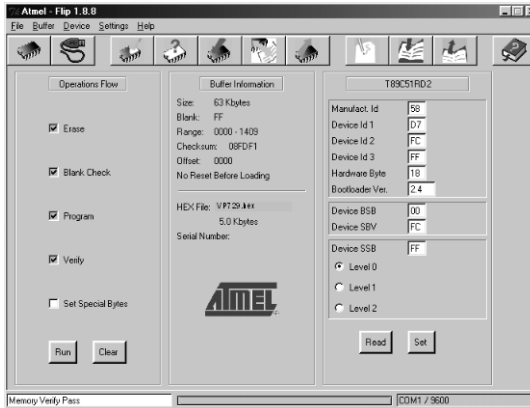 Atmel - Flip 1.8.8
File Buffer Device Settings Help
Operations Flow
Erase
Blank Check
Program
Verify
Set Special Bytes
Run Clear
Buffer Information
Size: 63 Kbytes
Blank: FF
Range: 0000 - 1409
Checksum: 08FDF1
Offset: 0000
No Reset Before Loading
HEX File: VP729.hex
5.0 Kbytes
Serial Number:
ATMEL
T89C51RD2
Manufact. Id 58
Device Id 1 D7
Device Id 2 FC
Device Id 3 FF
Hardware Byte 18
Bootloader Ver. 2.4
Device BSB 00
Device SBV FC
Device SSB FF
Level 0
Level 1
Level 2
Read Set
Memory Verify Pass
COM1 / 9600